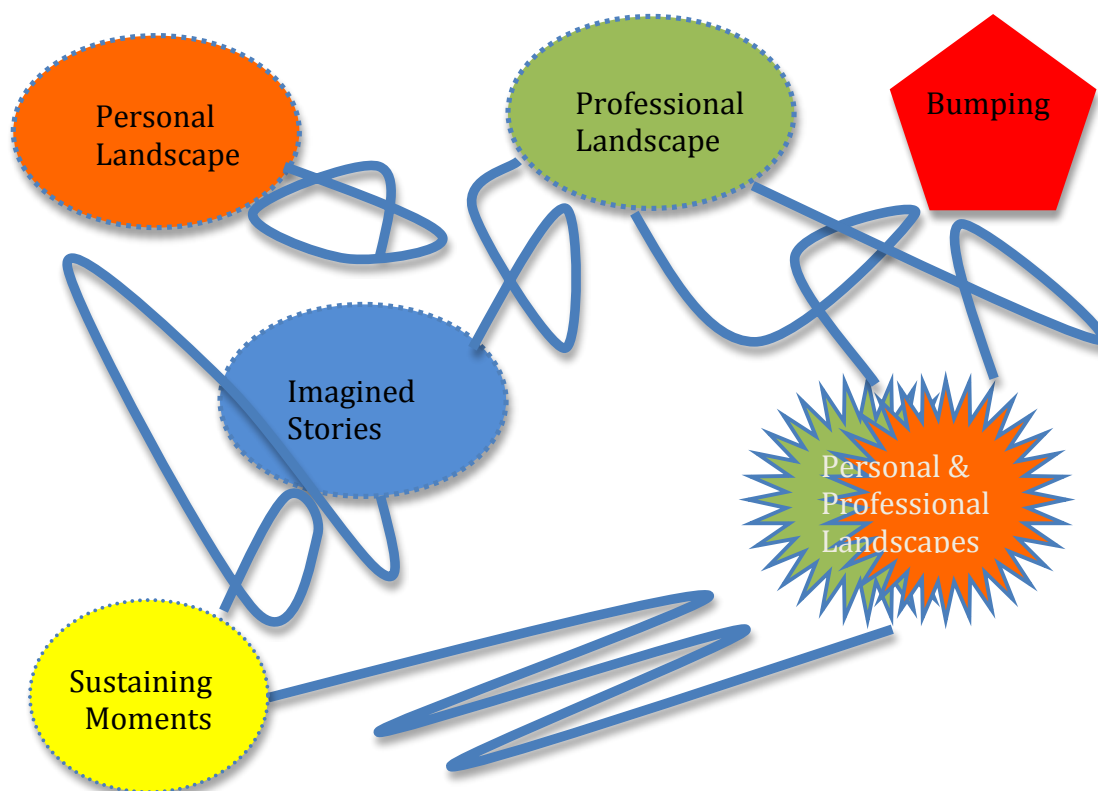 Personal
Landscape
Professional
Landscape
Bumping
Imagined
Stories
Personal &
Professional
Landscapes
Sustaining
Moments